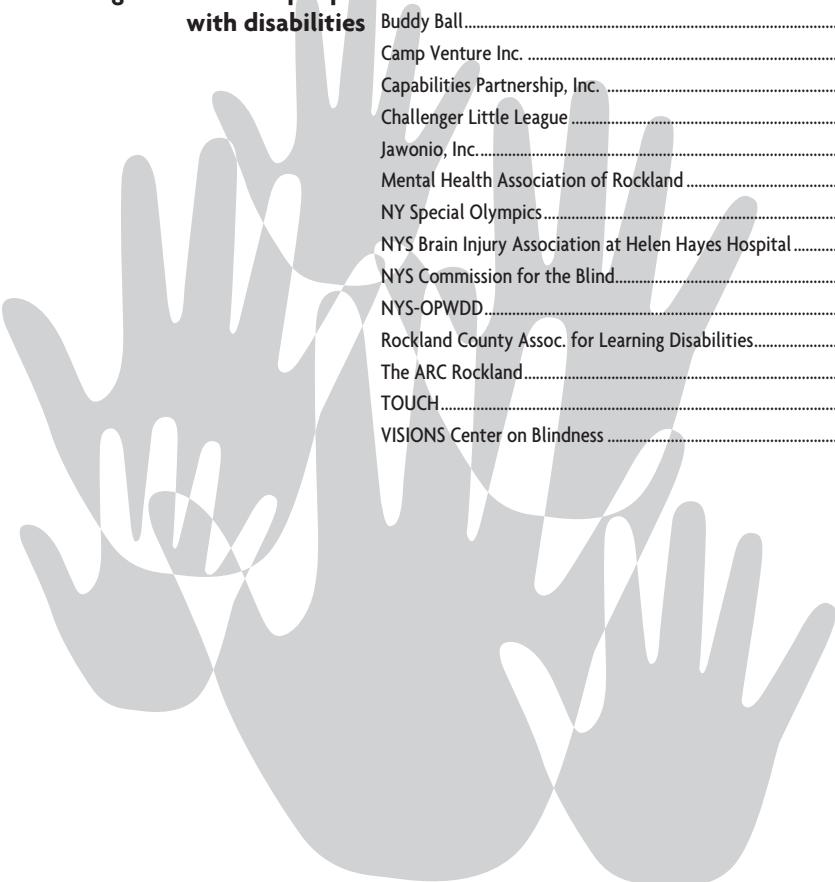 with disabilities
Buddy Ball
Camp Venture Inc.
Capabilities Partnership, Inc.
Challenger Little League
Jawonio, Inc.
Mental Health Association of Rockland
NY Special Olympics
NYS Brain Injury Association at Helen Hayes Hospital
NYS Commission for the Blind
NYS-OPWDD
Rockland County Assoc. for Learning Disabilities
The ARC Rockland
TOUCH
VISIONS Center on Blindness